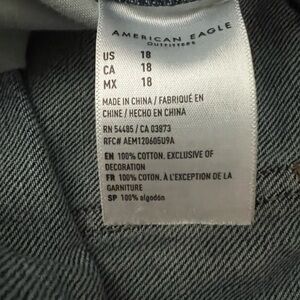 AMERICAN EAGLE
OUTFITTERS
US 18
CA 18
MX 18
MADE IN CHINA / FABRIQUÉ EN
CHINE / HECHO EN CHINA
RN 54485 / CA 03873
RFC# AEM120605U9A
EN 100% COTTON. EXCLUSIVE OF
DECORATION
FR 100% COTON. À L'EXCEPTION DE LA
GARNITURE
SP 100% algodón